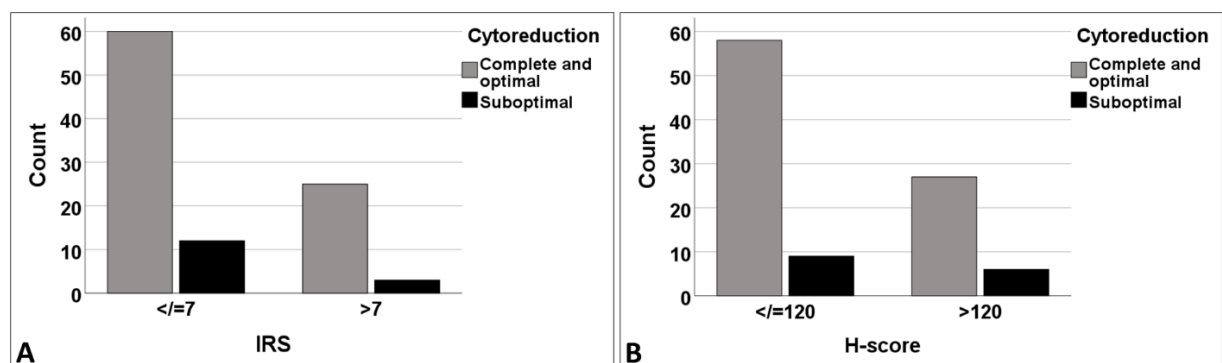 60
50
40
30
20
10
0
Count
</=7
>7
IRS
Cytoreduction
Complete and
optimal
Suboptimal
A
60
50
40
30
20
10
0
Count
</=120
>120
H-score
Cytoreduction
Complete and
optimal
Suboptimal
B